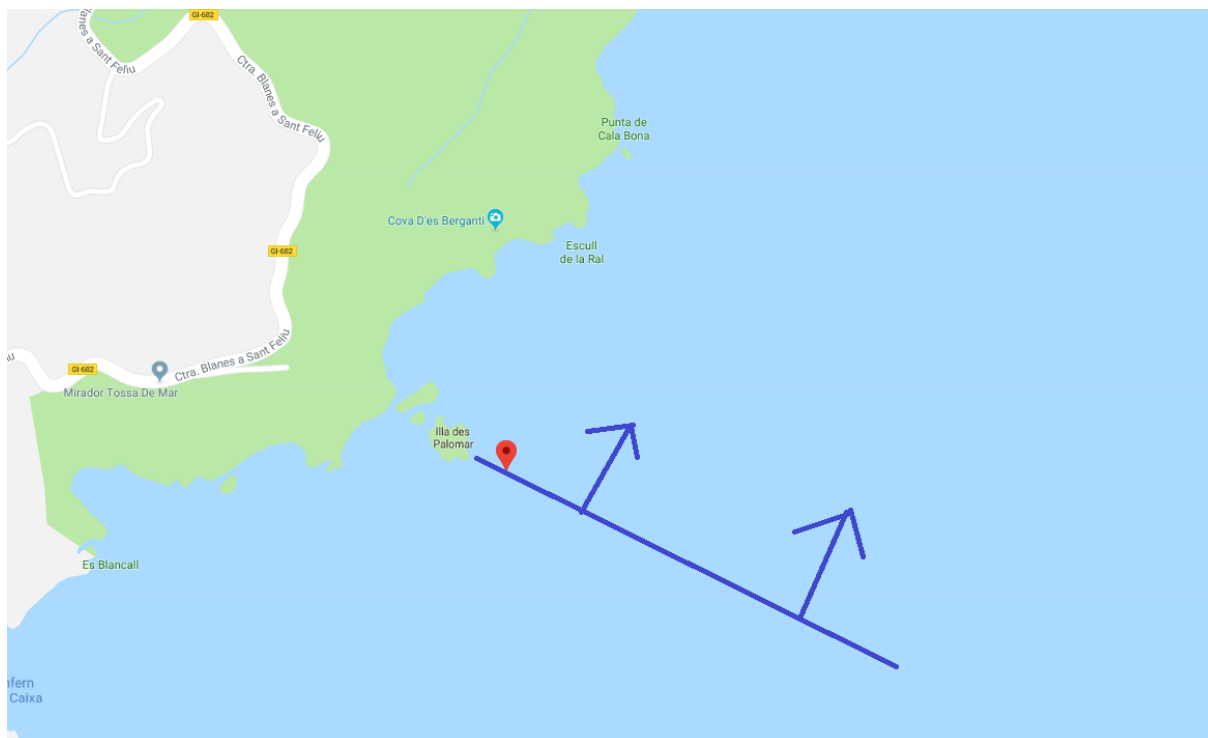 GI-682
Ctra. Blanes a Sant Feliu
Punta de
Cala Bona
Cova D'es Bergantí
Escull
de la Ral
GI-682
Ctra. Blanes a Sant Feliu
GI-682
Mirador Tossa De Mar
Illa des
Palomar
Es Blancall
nfern
Caixa